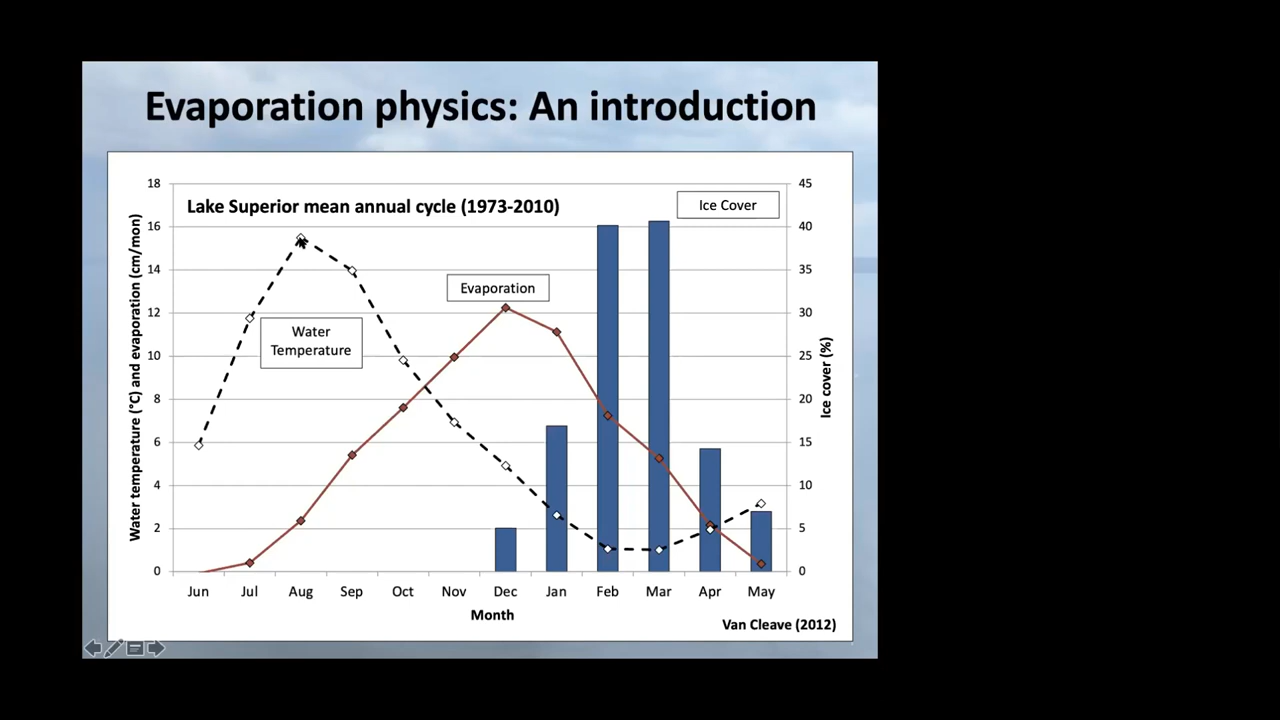 Evaporation physics: An introduction
Lake Superior mean annual cycle (1973-2010)
Ice Cover
Evaporation
Water
Temperature
Water temperature (°C) and evaporation (cm/mon)
18
16
14
12
10
8
6
4
2
0
45
40
35
30
25
20
15
10
5
0
Ice cover (%)
Jun Jul Aug Sep Oct Nov Dec Jan Feb Mar Apr May
Month
Van Cleave (2012)